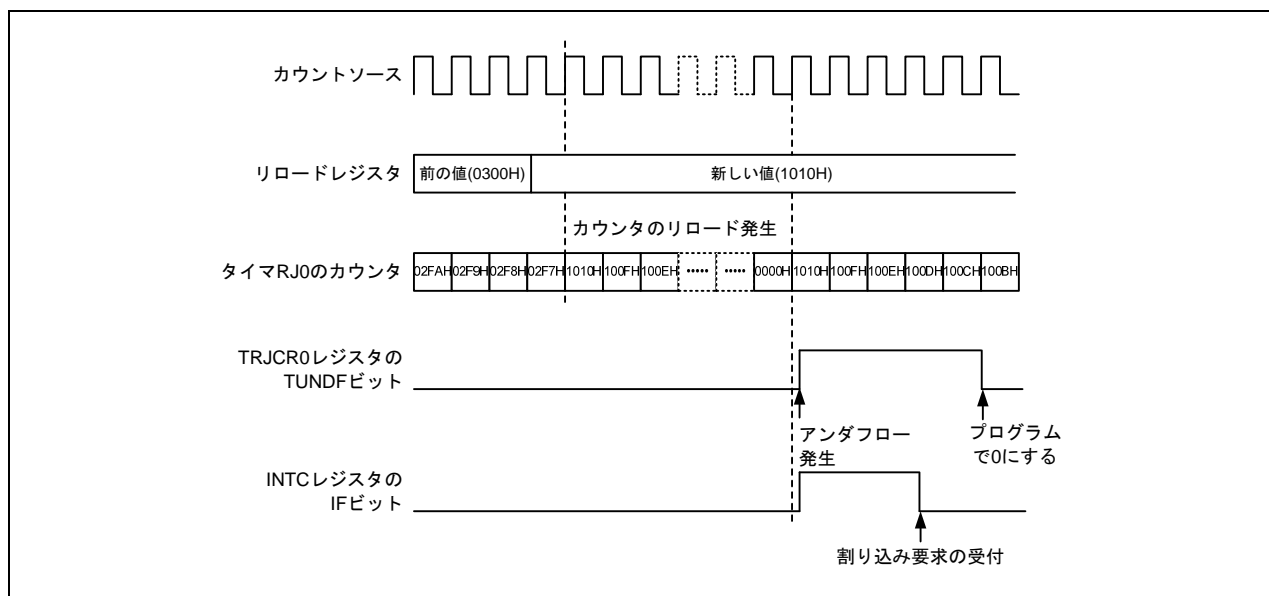 カウントソース
リロードレジスタ
前の値(0300H)
新しい値(1010H)
カウンタのリロード発生
タイマRJ0のカウンタ
02FAH 02F9H 02F8H 02F7H 1010H 100FH 100EH ••••• ••••• 0000H 1010H 100FH 100EH 100DH 100CH 100BH
TRJCR0レジスタの
TUNDFビット
アンダフロー
発生
プログラム
で0にする
INTCレジスタの
IFビット
割り込み要求の受付